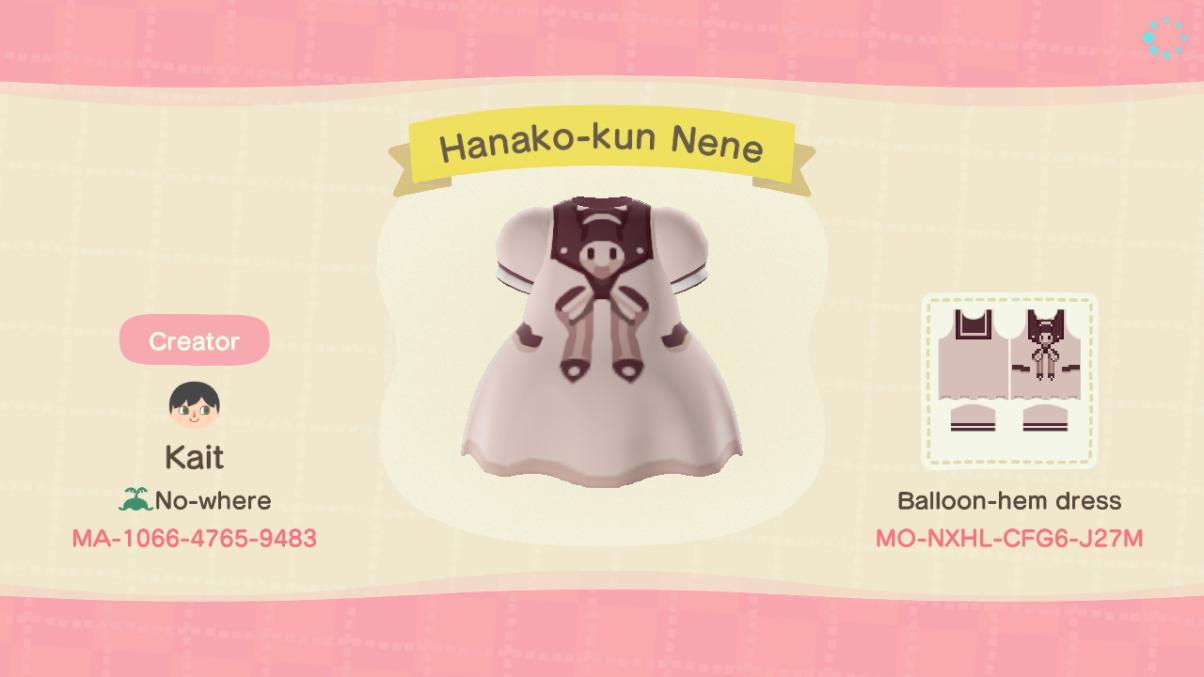 Hanako-kun Nene
Creator
Kait
No-where
MA-1066-4765-9483
Balloon-hem dress
MO-NXHL-CFG6-J27M